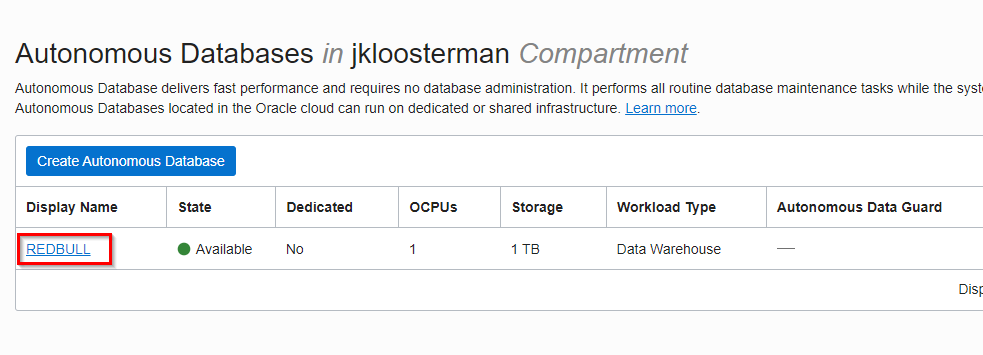 Autonomous Databases in jkloosterman Compartment
Autonomous Database delivers fast performance and requires no database administration. It performs all routine database maintenance tasks while the syste
Autonomous Databases located in the Oracle cloud can run on dedicated or shared infrastructure. Learn more.
Create Autonomous Database
Display Name State Dedicated OCPUs Storage Workload Type Autonomous Data Guard
REDBULL Available No 1 1 TB Data Warehouse —
Disp